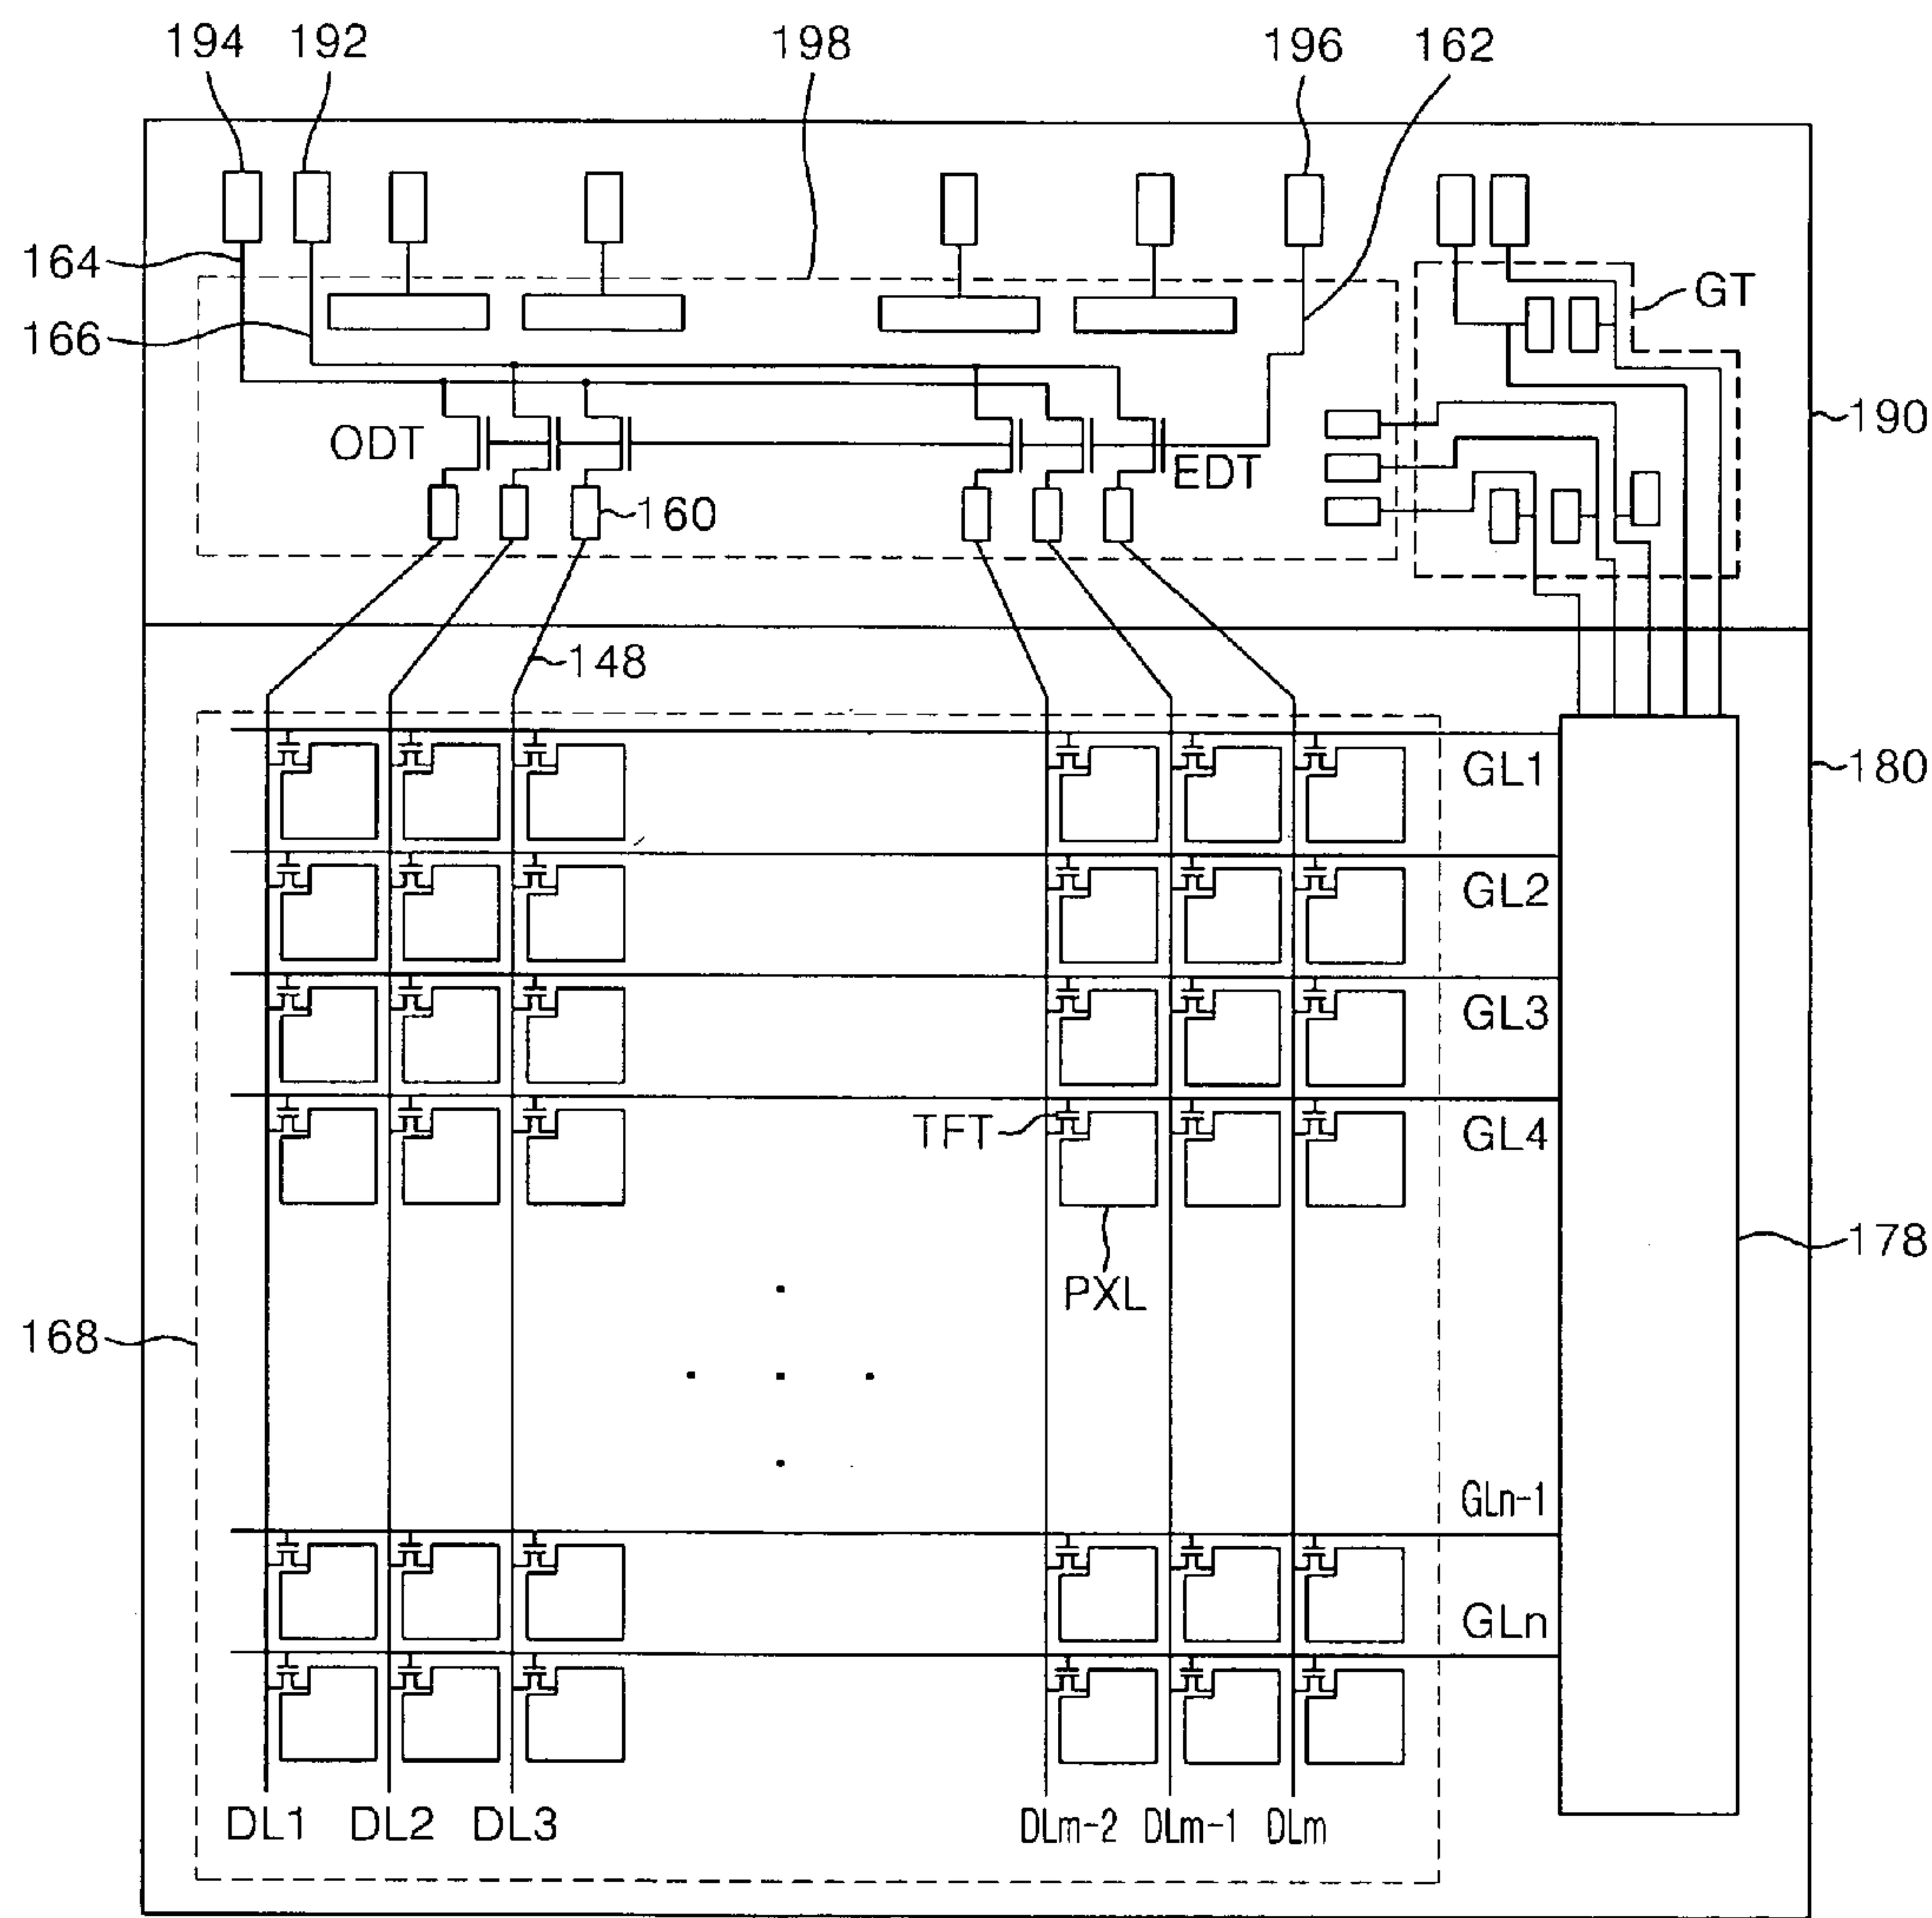 194 192 198 196 162
164
GT
166
190
ODT
EDT
160
148
GL1
180
GL2
GL3
TFT
GL4
178
PXL
168
GLn-1
GLn
DL1 DL2 DL3 DLm-2 DLm-1 DLm